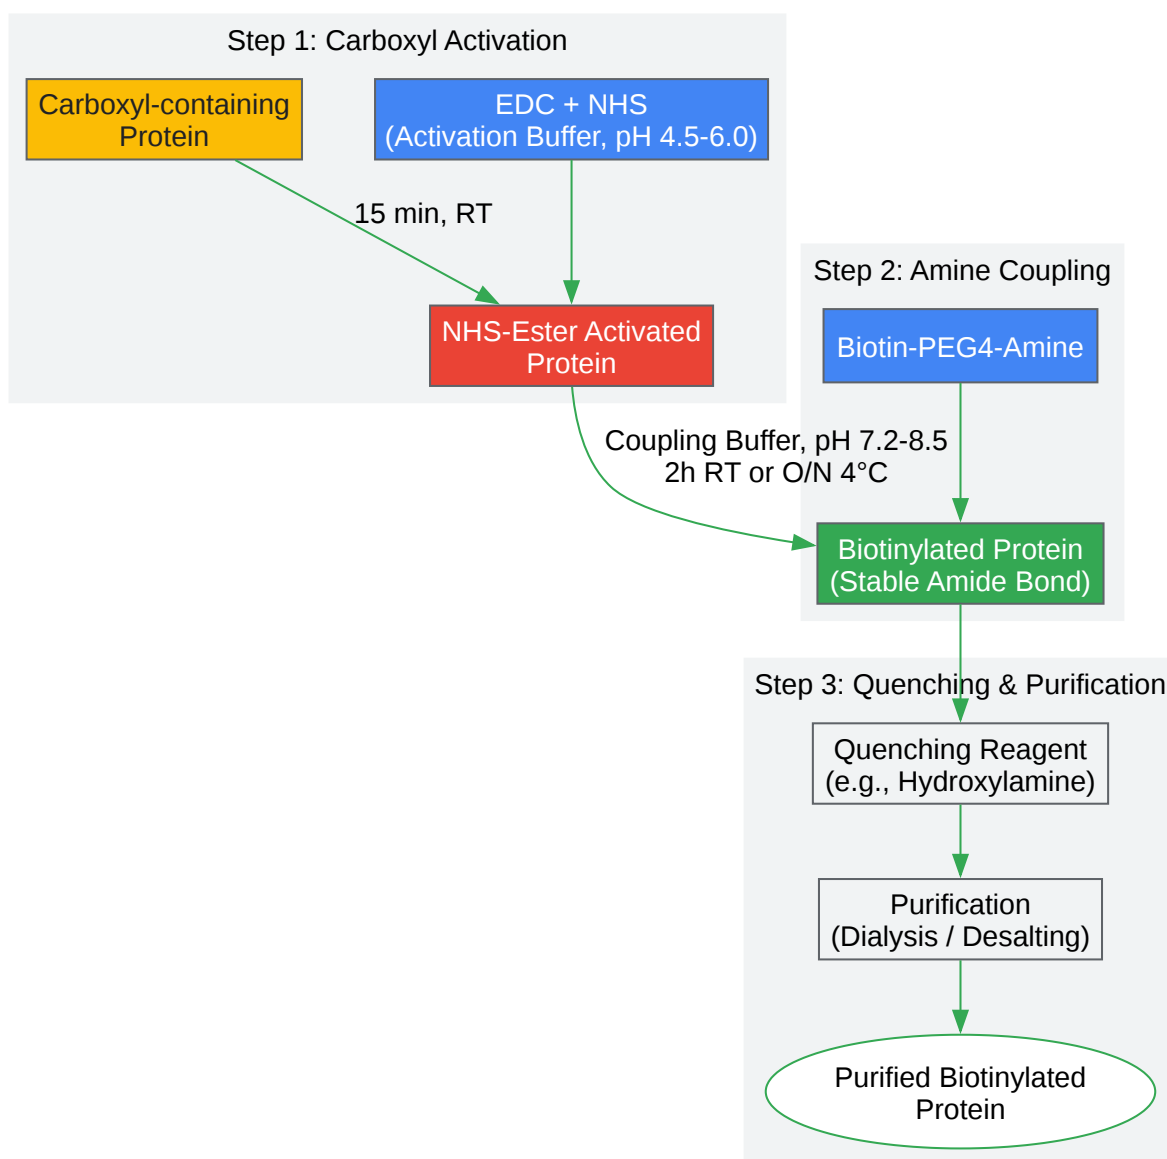 Step 1: Carboxyl Activation
Carboxyl-containing
Protein
EDC + NHS
(Activation Buffer, pH 4.5-6.0)
15 min, RT
NHS-Ester Activated
Protein
Step 2: Amine Coupling
Biotin-PEG4-Amine
Coupling Buffer, pH 7.2-8.5
2h RT or O/N 4°C
Biotinylated Protein
(Stable Amide Bond)
Step 3: Quenching & Purification
Quenching Reagent
(e.g., Hydroxylamine)
Purification
(Dialysis / Desalting)
Purified Biotinylated
Protein